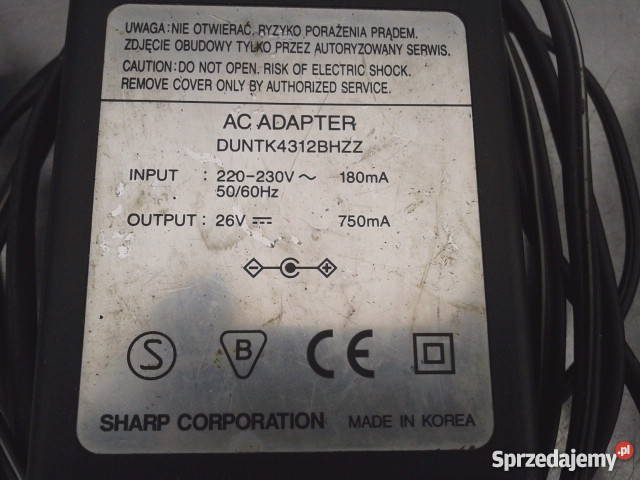 UWAGA: NIE OTWIERAĆ. RYZYKO PORAŻENIA PRĄDEM.
ZDJĘCIE OBUDOWY TYLKO PRZEZ AUTORYZOWANY SERWIS.
CAUTION: DO NOT OPEN. RISK OF ELECTRIC SHOCK.
REMOVE COVER ONLY BY AUTHORIZED SERVICE.
AC ADAPTER
DUNTK4312BHZZ
INPUT : 220-230V ~ 180mA
50/60Hz
OUTPUT : 26V ⎓ 750mA
- +
S B CE
SHARP CORPORATION MADE IN KOREA
Sprzedajemy.pl